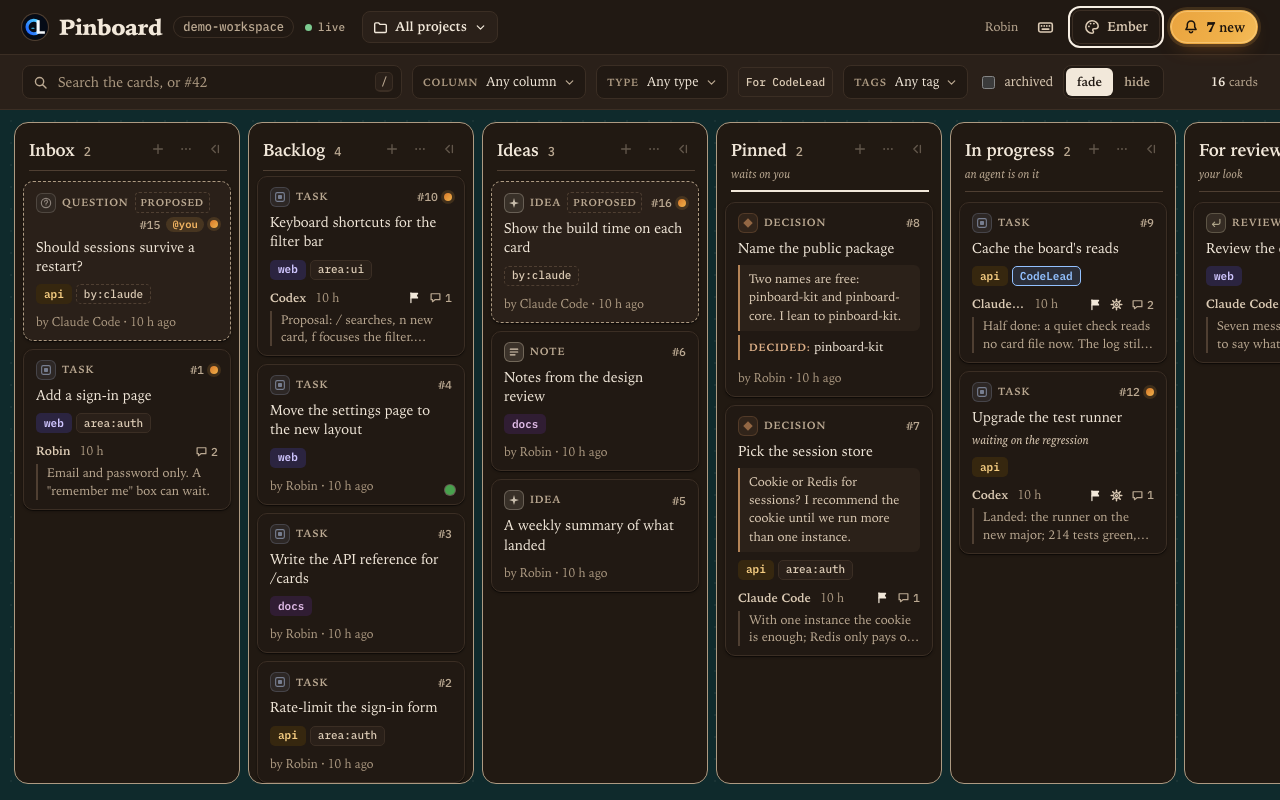 Pinboard demo-workspace live All projects Robin Ember 7 new
Search the cards, or #42 / COLUMN Any column TYPE Any type For CodeLead TAGS Any tag archived fade hide 16 cards
Inbox 2
QUESTION PROPOSED
#15 @you
Should sessions survive a
restart?
api by:claude
by Claude Code · 10 h ago
TASK #1
Add a sign-in page
web area:auth
Robin 10 h 2
Email and password only. A
"remember me" box can wait.
Backlog 4
TASK #10
Keyboard shortcuts for the
filter bar
web area:ui
Codex 10 h 1
Proposal: / searches, n new
card, f focuses the filter.…
TASK #4
Move the settings page to
the new layout
web
by Robin · 10 h ago
TASK #3
Write the API reference for
/cards
docs
by Robin · 10 h ago
TASK #2
Rate-limit the sign-in form
api area:auth
by Robin · 10 h ago
Ideas 3
IDEA PROPOSED #16
Show the build time on each
card
by:claude
by Claude Code · 10 h ago
NOTE #6
Notes from the design
review
docs
by Robin · 10 h ago
IDEA #5
A weekly summary of what
landed
by Robin · 10 h ago
Pinned 2
waits on you
DECISION #8
Name the public package
Two names are free:
pinboard-kit and pinboard-
core. I lean to pinboard-kit.
DECIDED: pinboard-kit
by Robin · 10 h ago
DECISION #7
Pick the session store
Cookie or Redis for
sessions? I recommend the
cookie until we run more
than one instance.
api area:auth
Claude Code 10 h 1
With one instance the cookie
is enough; Redis only pays o…
In progress 2
an agent is on it
TASK #9
Cache the board's reads
api CodeLead
Claude… 10 h 2
Half done: a quiet check reads
no card file now. The log stil…
TASK #12
Upgrade the test runner
waiting on the regression
api
Codex 10 h 1
Landed: the runner on the
new major; 214 tests green,…
For review
your look
REVIEW
Review the
web
Claude Code
Seven mess
to say what